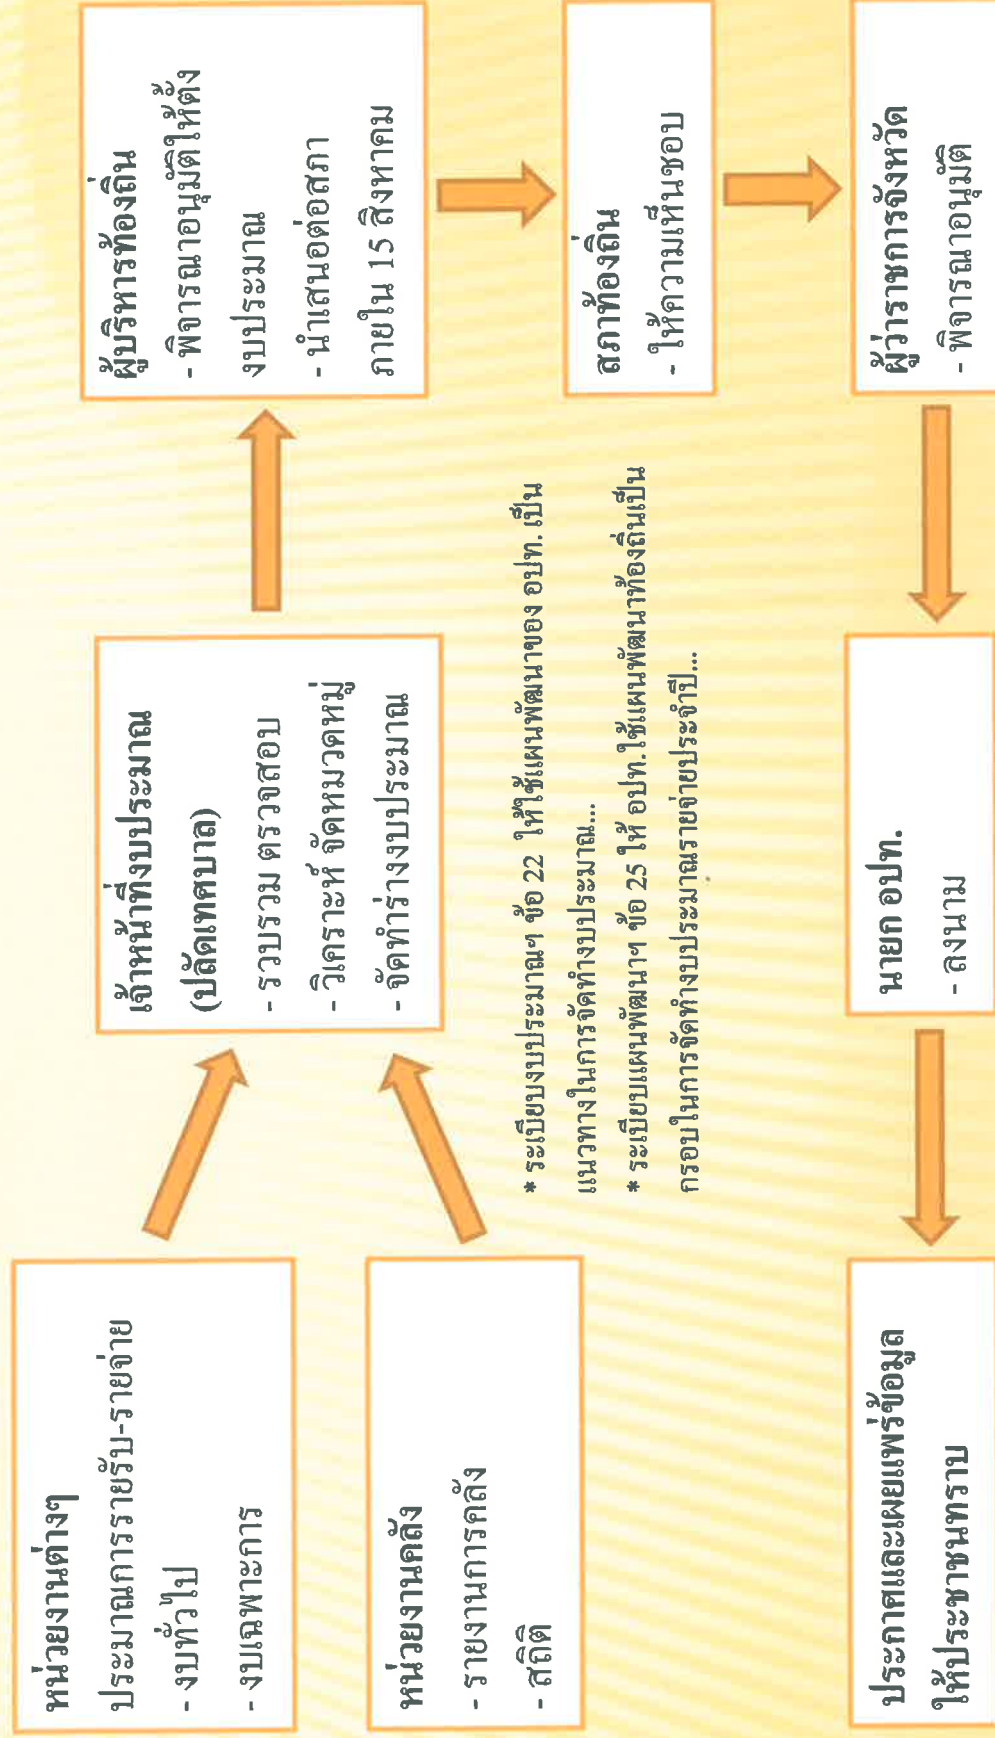 หน่วยงานต่างๆ
ประมาณการรายรับ-รายจ่าย
- งบทั่วไป
- งบเฉพาะการ
หน่วยงานคลัง
- รายงานการคลัง
- สถิติ
เจ้าหน้าที่งบประมาณ
(ปลัดเทศบาล)
- รวบรวม ตรวจสอบ
- วิเคราะห์ จัดหมวดหมู่
- จัดทำร่างงบประมาณ
ผู้บริหารท้องถิ่น
- พิจารณาอนุมัติให้ตั้ง
งบประมาณ
- นำเสนอต่อสภา
ภายใน 15 สิงหาคม
สภาท้องถิ่น
- ให้ความเห็นชอบ
* ระเบียบงบประมาณฯ ข้อ 22 ให้ใช้แผนพัฒนาของ อปท. เป็น
แนวทางในการจัดทำงบประมาณ...
* ระเบียบแผนพัฒนาฯ ข้อ 25 ให้ อปท.ใช้แผนพัฒนาท้องถิ่นเป็น
กรอบในการจัดทำงบประมาณรายจ่ายประจำปี...
ผู้ว่าราชการจังหวัด
- พิจารณาอนุมัติ
นายก อปท.
- ลงนาม
ประกาศและเผยแพร่ข้อมูล
ให้ประชาชนทราบ